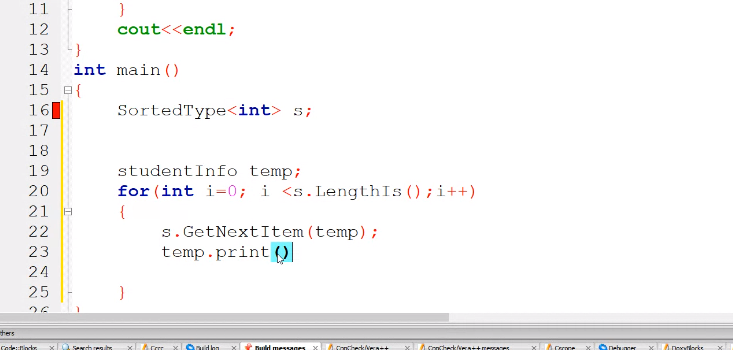 11 }
12 cout<<endl;
13 }
14 int main()
15 {
16 SortedType<int> s;
17
18
19 studentInfo temp;
20 for(int i=0; i <s.LengthIs();i++)
21 {
22 s.GetNextItem(temp);
23 temp.print()
24
25 }
26 }
thers
Code::Blocks Search results Cccc Build log Build messages CppCheck/Vera++ CppCheck/Vera++ messages Cscope Debugger DoxyBlocks